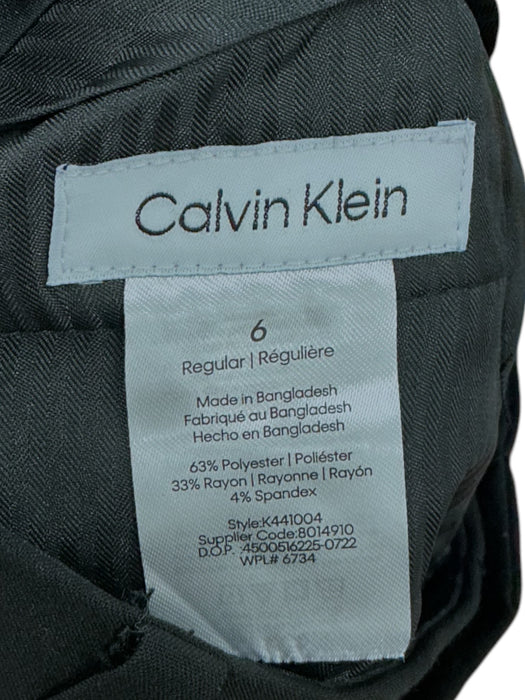 Calvin Klein
6
Regular | Régulière
Made in Bangladesh
Fabriqué au Bangladesh
Hecho en Bangladesh
63% Polyester | Poliéster
33% Rayon | Rayonne | Rayón
4% Spandex
Style:K441004
Supplier Code:8014910
D.O.P. :4500516225-0722
WPL# 6734